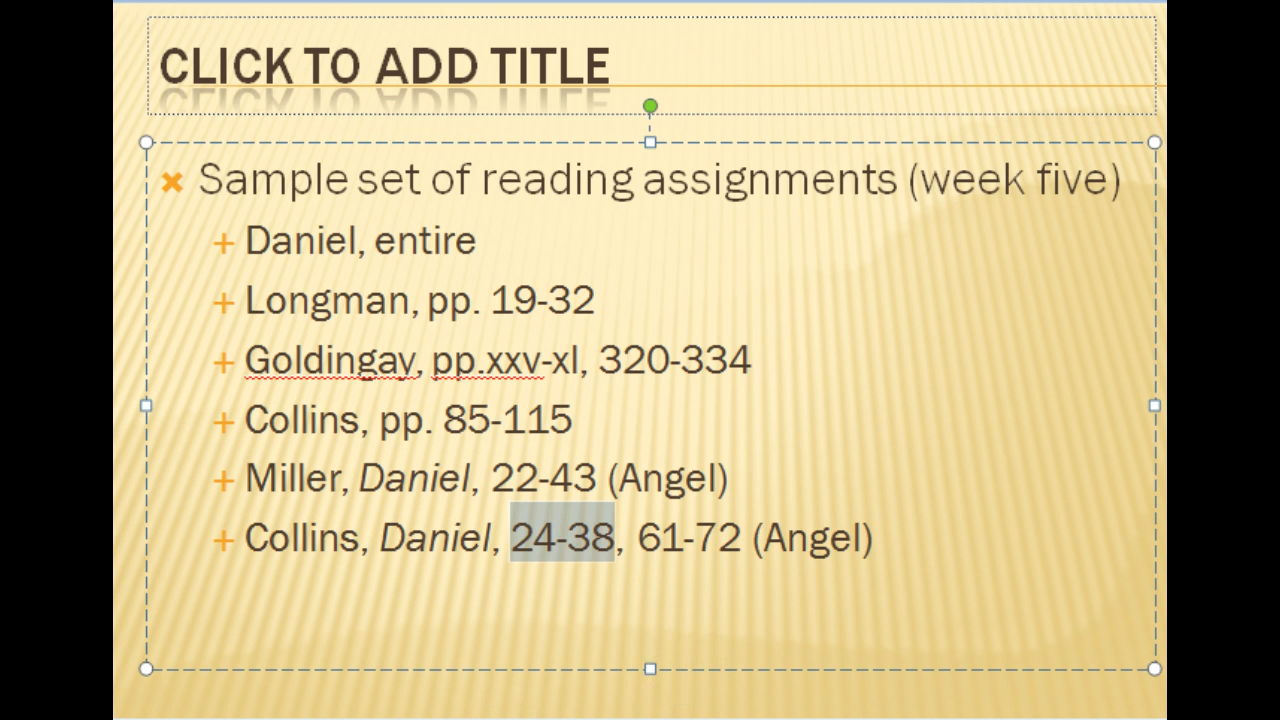 CLICK TO ADD TITLE
Sample set of reading assignments (week five)
Daniel, entire
Longman, pp. 19-32
Goldingay, pp.xxv-xl, 320-334
Collins, pp. 85-115
Miller, Daniel, 22-43 (Angel)
Collins, Daniel, 24-38, 61-72 (Angel)